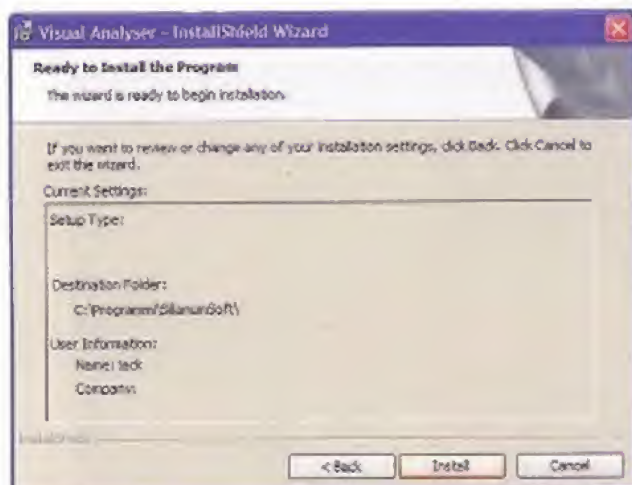 Visual Analyser - InstallShield Wizard
Ready to Install the Program
The wizard is ready to begin installation.
If you want to review or change any of your installation settings, click Back. Click Cancel to
exit the wizard.
Current Settings:
Setup Type:
Destination Folder:
C:\Programmi\SillanumSoft\
User Information:
Name: Jack
Company:
InstallShield
< Back
Install
Cancel